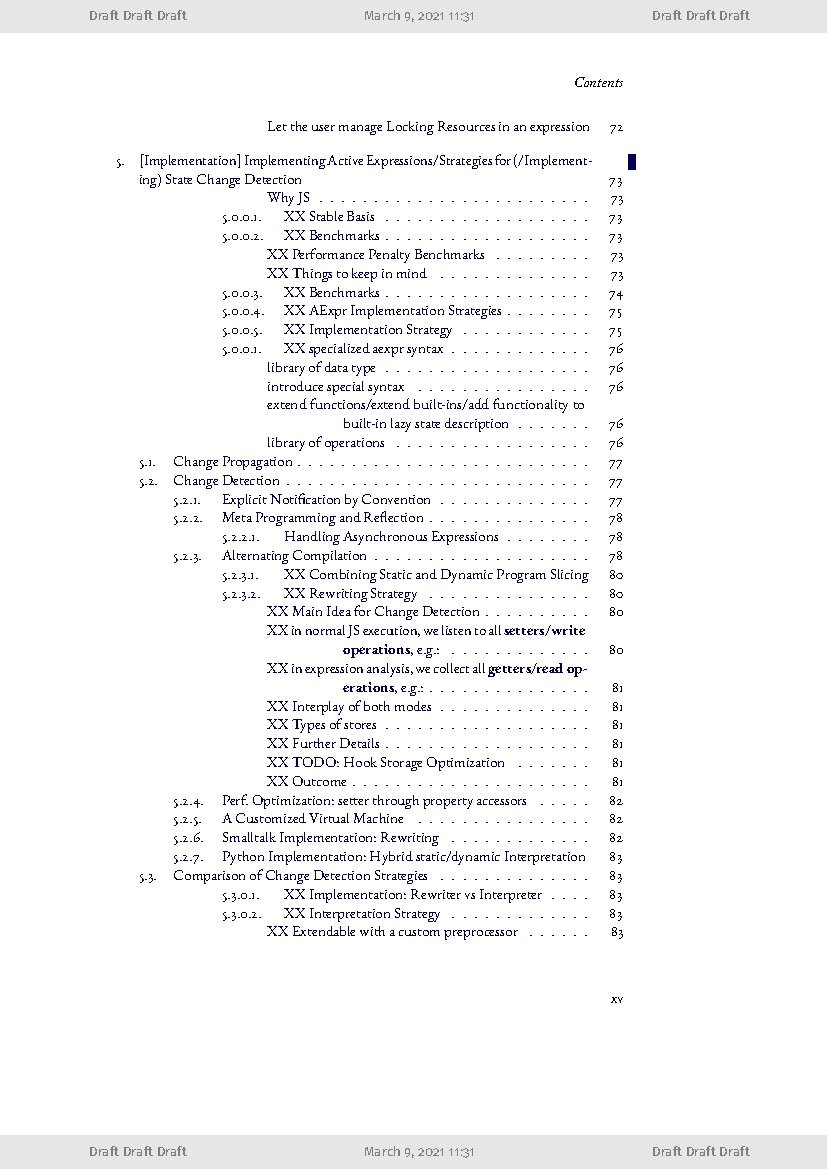 Draft Draft Draft March 9, 2021 11:31 Draft Draft Draft
Contents
Let the user manage Locking Resources in an expression 72
5. [Implementation] Implementing Active Expressions/Strategies for (/Implement-
ing) State Change Detection 73
Why JS . . . . . . . . . . . . . . . . . . . . . . . . . 73
5.0.0.1. XX Stable Basis . . . . . . . . . . . . . . . . . . . 73
5.0.0.2. XX Benchmarks . . . . . . . . . . . . . . . . . . . 73
XX Performance Penalty Benchmarks . . . . . . . . . 73
XX Things to keep in mind . . . . . . . . . . . . . . 73
5.0.0.3. XX Benchmarks . . . . . . . . . . . . . . . . . . . 74
5.0.0.4. XX AExpr Implementation Strategies . . . . . . . . 75
5.0.0.5. XX Implementation Strategy . . . . . . . . . . . . 75
5.0.0.1. XX specialized aexpr syntax . . . . . . . . . . . . . 76
library of data type . . . . . . . . . . . . . . . . . . . 76
introduce special syntax . . . . . . . . . . . . . . . . 76
extend functions/extend built-ins/add functionality to
built-in lazy state description . . . . . . . 76
library of operations . . . . . . . . . . . . . . . . . . 76
5.1. Change Propagation . . . . . . . . . . . . . . . . . . . . . . . . . . . 77
5.2. Change Detection . . . . . . . . . . . . . . . . . . . . . . . . . . . . 77
5.2.1. Explicit Notification by Convention . . . . . . . . . . . . . . 77
5.2.2. Meta Programming and Reflection . . . . . . . . . . . . . . . 78
5.2.2.1. Handling Asynchronous Expressions . . . . . . . . 78
5.2.3. Alternating Compilation . . . . . . . . . . . . . . . . . . . . 78
5.2.3.1. XX Combining Static and Dynamic Program Slicing 80
5.2.3.2. XX Rewriting Strategy . . . . . . . . . . . . . . . 80
XX Main Idea for Change Detection . . . . . . . . . . 80
XX in normal JS execution, we listen to all setters/write
operations, e.g.: . . . . . . . . . . . . . 80
XX in expression analysis, we collect all getters/read op-
erations, e.g.: . . . . . . . . . . . . . . . 81
XX Interplay of both modes . . . . . . . . . . . . . . 81
XX Types of stores . . . . . . . . . . . . . . . . . . . 81
XX Further Details . . . . . . . . . . . . . . . . . . . 81
XX TODO: Hook Storage Optimization . . . . . . . 81
XX Outcome . . . . . . . . . . . . . . . . . . . . . . 81
5.2.4. Perf. Optimization: setter through property accessors . . . . . 82
5.2.5. A Customized Virtual Machine . . . . . . . . . . . . . . . . 82
5.2.6. Smalltalk Implementation: Rewriting . . . . . . . . . . . . . 82
5.2.7. Python Implementation: Hybrid static/dynamic Interpretation 83
5.3. Comparison of Change Detection Strategies . . . . . . . . . . . . . . 83
5.3.0.1. XX Implementation: Rewriter vs Interpreter . . . . 83
5.3.0.2. XX Interpretation Strategy . . . . . . . . . . . . . 83
XX Extendable with a custom preprocessor . . . . . . 83
xv
Draft Draft Draft March 9, 2021 11:31 Draft Draft Draft